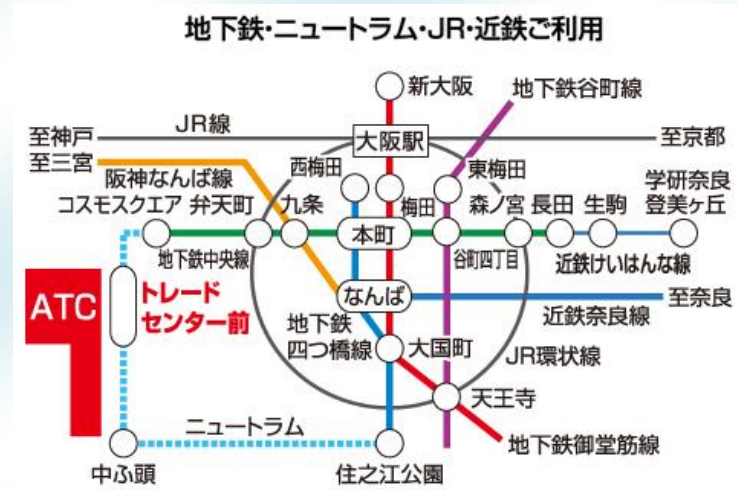 地下鉄・ニュートラム・JR・近鉄ご利用
新大阪
地下鉄谷町線
JR線
至神戸
大阪駅
至京都
至三宮
阪神なんば線
西梅田
東梅田
学研奈良
登美ヶ丘
コスモスクエア
弁天町
九条
梅田
森ノ宮
長田
生駒
本町
地下鉄中央線
谷町四丁目
近鉄けいはんな線
ATC
トレード
センター前
なんば
至奈良
近鉄奈良線
地下鉄
四つ橋線
大国町
JR環状線
天王寺
ニュートラム
地下鉄御堂筋線
中ふ頭
住之江公園